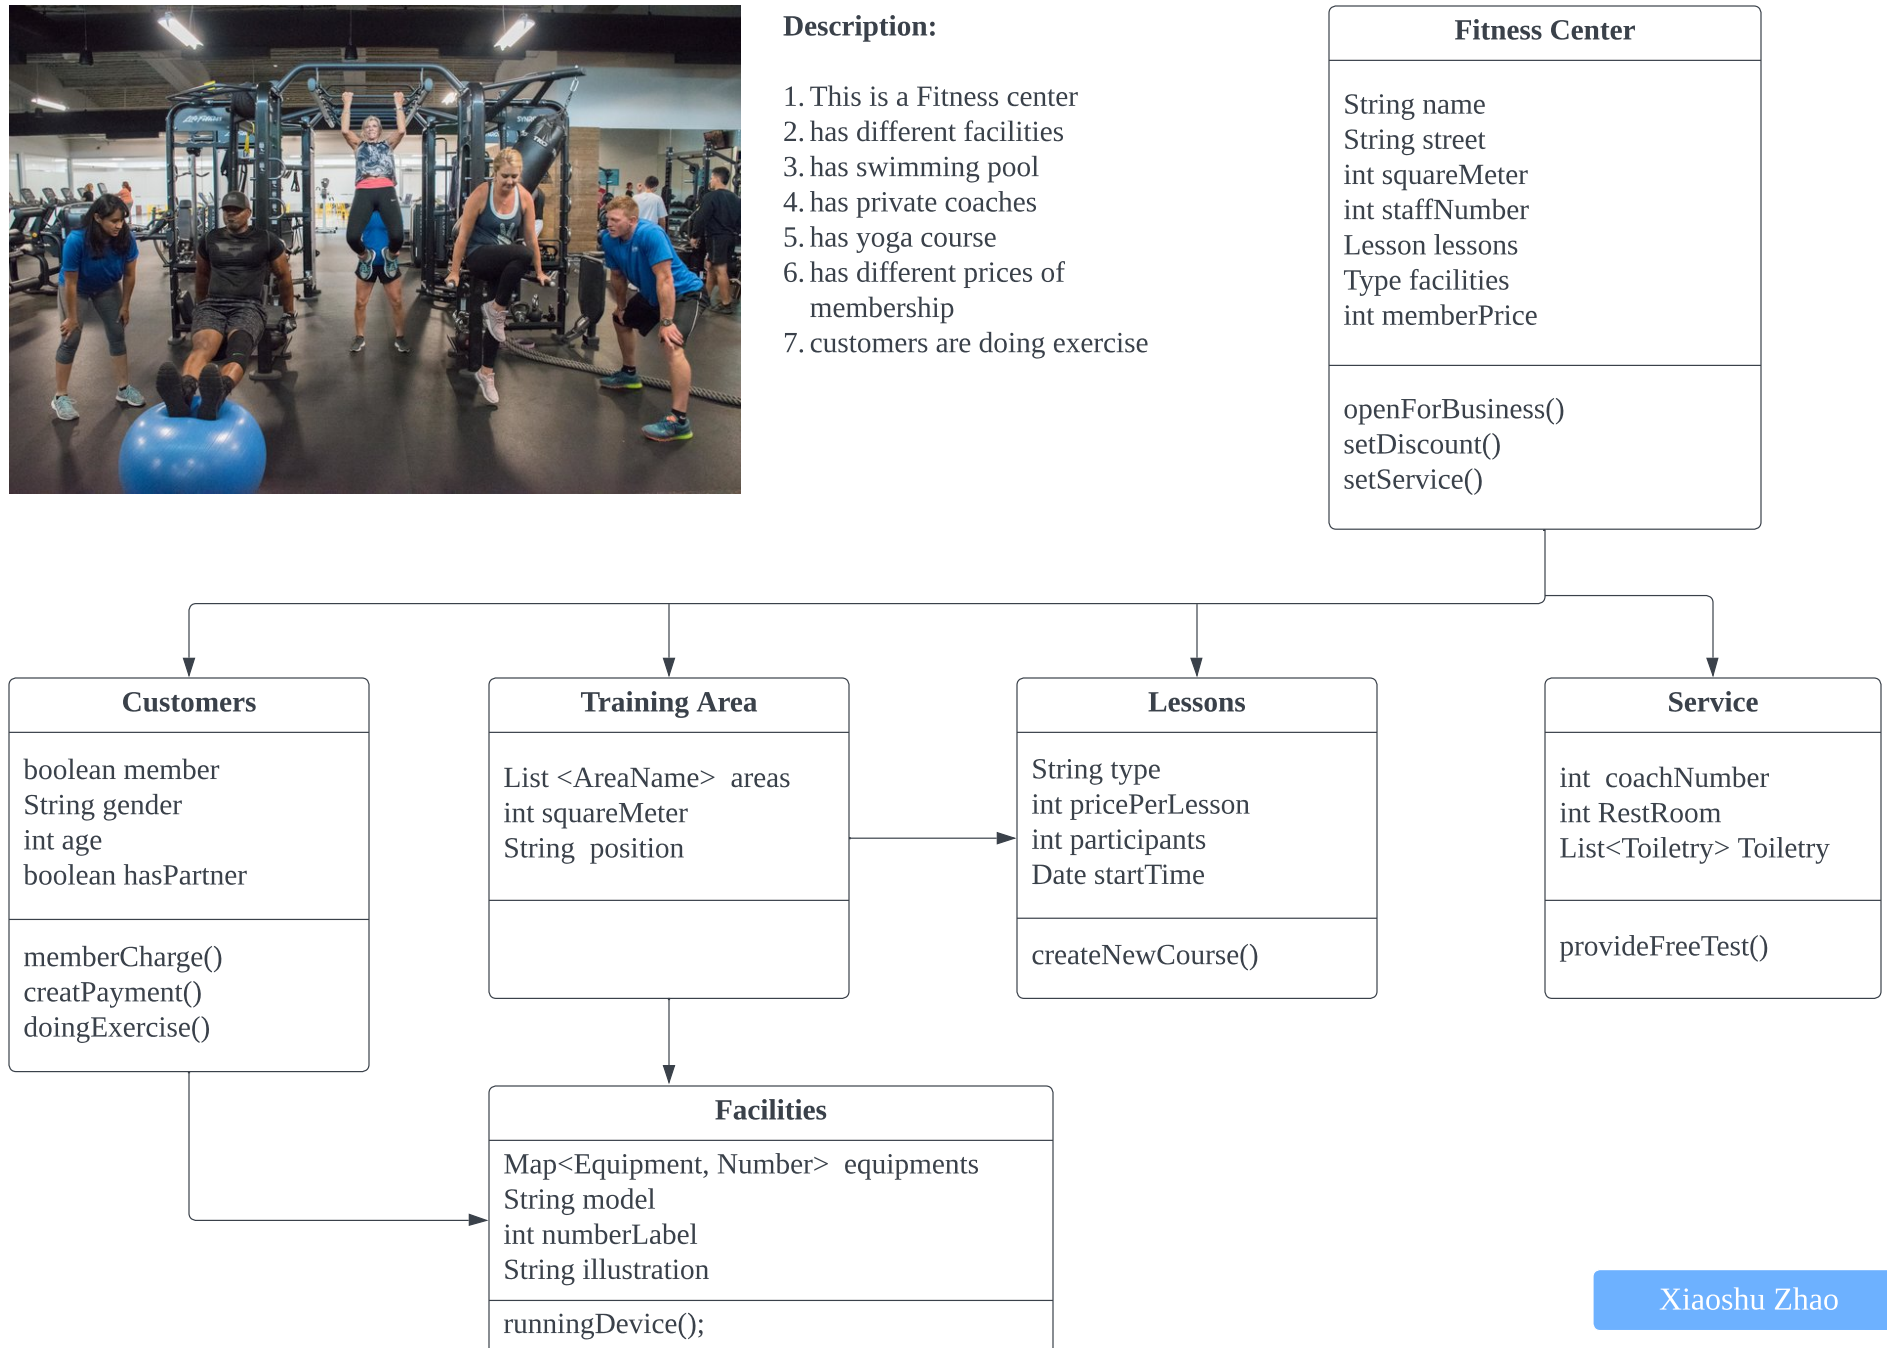 Description:
1. This is a Fitness center
2. has different facilities
3. has swimming pool
4. has private coaches
5. has yoga course
6. has different prices of
membership
7. customers are doing exercise
Fitness Center
String name
String street
int squareMeter
int staffNumber
Lesson lessons
Type facilities
int memberPrice
openForBusiness()
setDiscount()
setService()
Customers
boolean member
String gender
int age
boolean hasPartner
memberCharge()
creatPayment()
doingExercise()
Training Area
List <AreaName>  areas
int squareMeter
String  position
Lessons
String type
int pricePerLesson
int participants
Date startTime
createNewCourse()
Service
int  coachNumber
int RestRoom
List<Toiletry> Toiletry
provideFreeTest()
Facilities
Map<Equipment, Number>  equipments
String model
int numberLabel
String illustration
runningDevice();
Xiaoshu Zhao